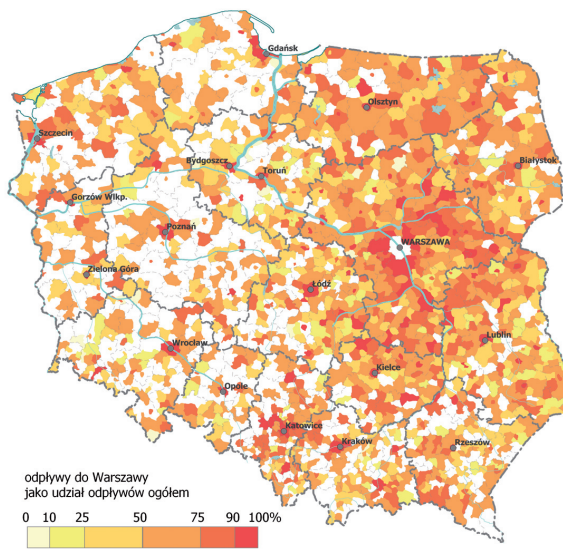 Gdańsk
Olsztyn
Szczecin
Białystok
Bydgoszcz
Toruń
Gorzów Wlkp.
Poznań
WARSZAWA
Zielona Góra
Łódź
Wrocław
Lublin
Kielce
Opole
Katowice
Kraków
Rzeszów
odpływy do Warszawy
jako udział odpływów ogółem
0 10 25 50 75 90 100%